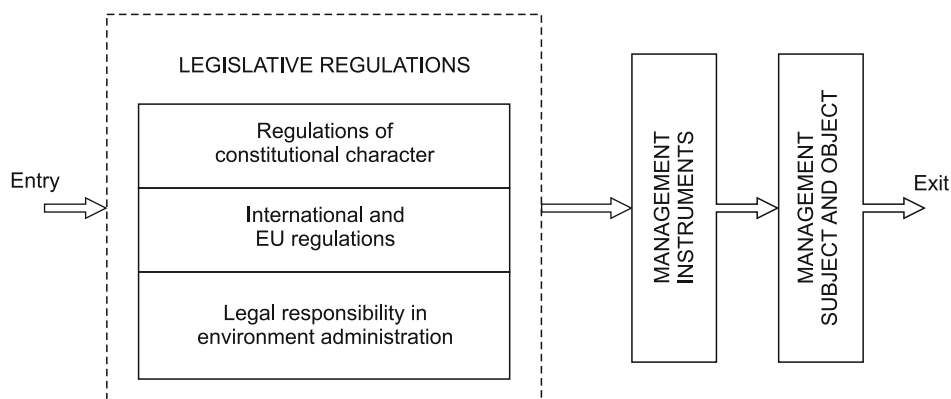 LEGISLATIVE REGULATIONS
Regulations of
constitutional character
Entry
International and
EU regulations
Legal responsibility in
environment administration
MANAGEMENT
INSTRUMENTS
MANAGEMENT
SUBJECT AND OBJECT
Exit